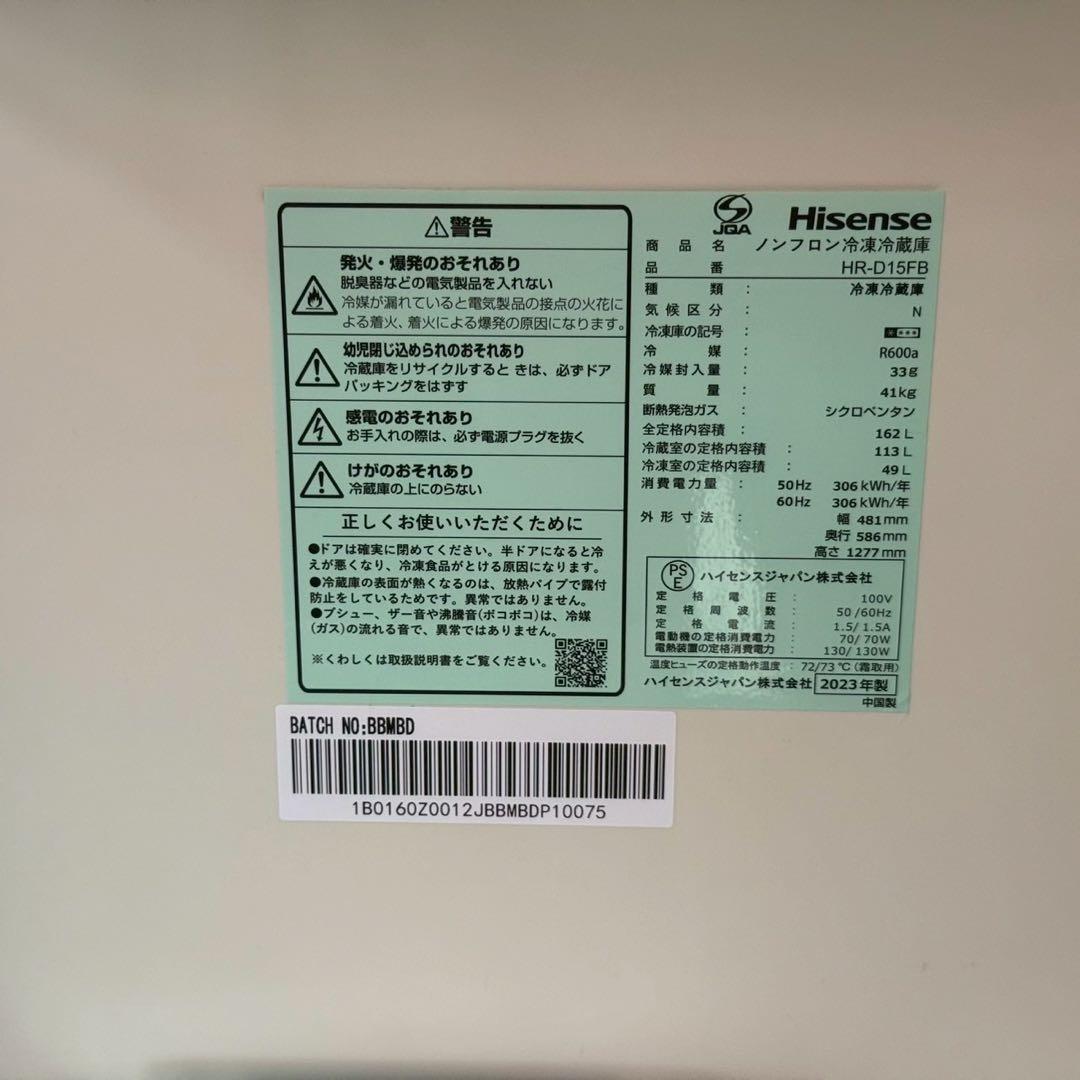 ⚠警告
発火・爆発のおそれあり
脱臭器などの電気製品を入れない
冷媒が漏れていると電気製品の接点の火花に
よる着火、着火による爆発の原因になります。
幼児閉じ込められのおそれあり
冷蔵庫をリサイクルすると きは、必ずドア
パッキングをはずす
感電のおそれあり
お手入れの際は、必ず電源プラグを抜く
けがのおそれあり
冷蔵庫の上にのらない
正しくお使いいただくために
●ドアは確実に閉めてください。半ドアになると冷
えが悪くなり、冷凍食品がとける原因になります。
●冷蔵庫の表面が熱くなるのは、放熱パイプで露付
防止をしているためです。異常ではありません。
●ブシュー、ザー音や沸騰音(ポコポコ)は、冷媒
(ガス)の流れる音で、異常ではありません。
※くわしくは取扱説明書をご覧ください。
JQA Hisense
商品名 ノンフロン冷凍冷蔵庫
品番 HR-D15FB
種類: 冷凍冷蔵庫
気候区分: N
冷凍庫の記号:
冷媒: R600a
冷媒封入量: 33g
質量: 41kg
断熱発泡ガス: シクロペンタン
全定格内容積: 162 L
冷蔵室の定格内容積: 113 L
冷凍室の定格内容積: 49 L
消費電力量: 50Hz 306 kWh/年
60Hz 306 kWh/年
外形寸法: 幅 481mm
奥行 586mm
高さ 1277mm
PSE ハイセンスジャパン株式会社
定格電圧: 100V
定格周波数: 50/60Hz
定格電流: 1.5/1.5A
電動機の定格消費電力: 70/70W
電熱装置の定格消費電力: 130/130W
温度ヒューズの定格動作温度: 72/73℃(霜取用)
ハイセンスジャパン株式会社 2023年製
中国製
BATCH NO:BBMBD
1B0160Z0012JBBMBDP10075